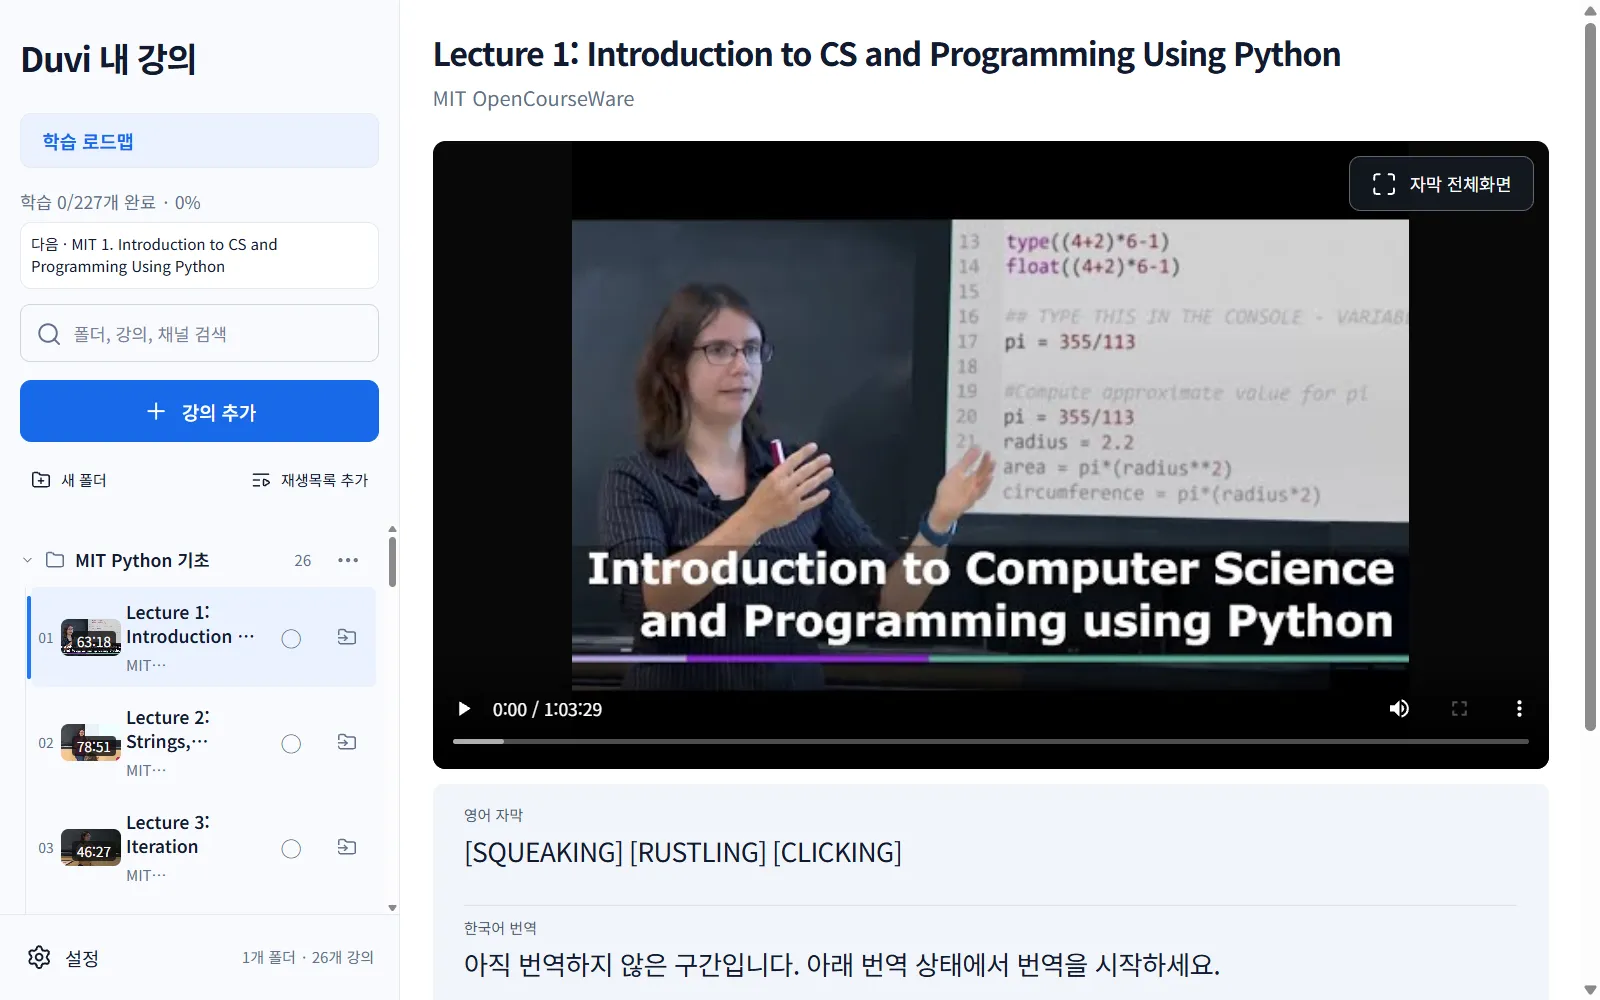 Duvi 내 강의
학습 로드맵
학습 0/227개 완료 · 0%
다음 · MIT 1. Introduction to CS and
Programming Using Python
폴더, 강의, 채널 검색
강의 추가
새 폴더
재생목록 추가
MIT Python 기초
26
01
63:18
Lecture 1:
Introduction ⋯
MIT⋯
02
78:51
Lecture 2:
Strings,⋯
MIT⋯
03
46:27
Lecture 3:
Iteration
MIT⋯
설정
1개 폴더 · 26개 강의
Lecture 1: Introduction to CS and Programming Using Python
MIT OpenCourseWare
자막 전체화면
13 type((4+2)*6-1)
14 float((4+2)*6-1)
15
16 ## TYPE THIS IN THE CONSOLE - VARIABL
17 pi = 355/113
18
19 #Compute approximate value for pi
20 pi = 355/113
21 radius = 2.2
area = pi*(radius**2)
circumference = pi*(radius*2)
Introduction to Computer Science
and Programming using Python
0:00 / 1:03:29
영어 자막
[SQUEAKING] [RUSTLING] [CLICKING]
한국어 번역
아직 번역하지 않은 구간입니다. 아래 번역 상태에서 번역을 시작하세요.